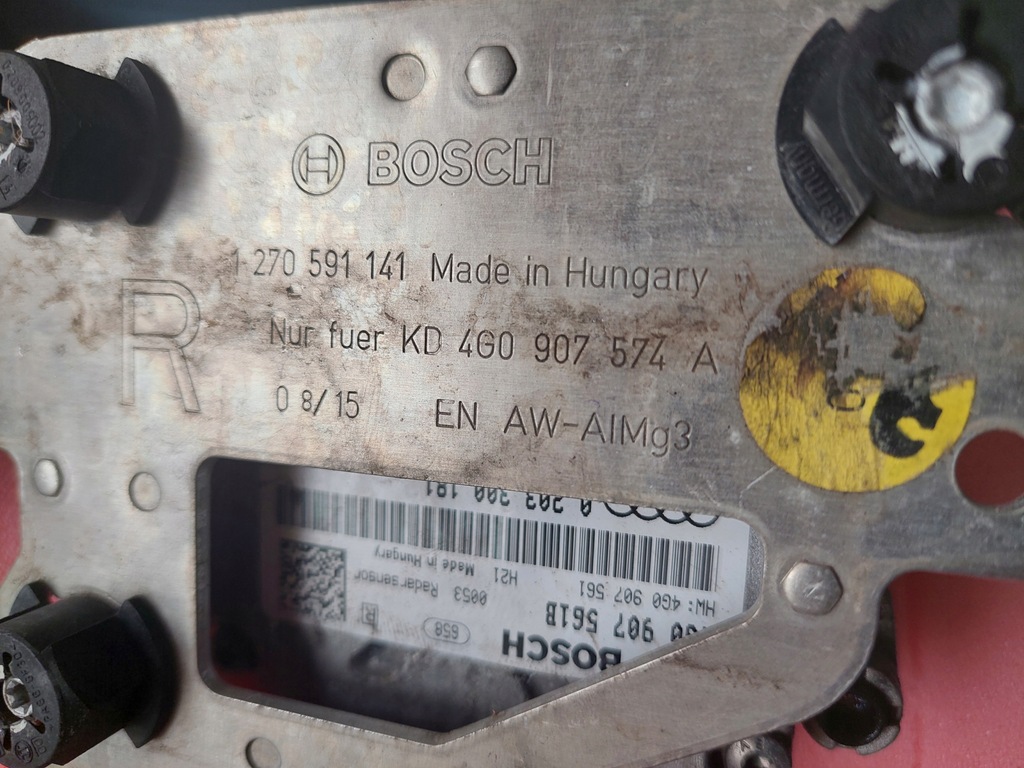 BOSCH
1 270 591 141 Made in Hungary
R
Nur fuer KD 4G0 907 574 A
0 8/15 EN AW-AlMg3
BOSCH
658
907 561B
R
HW: 4G0 907 561
0053 Radarsensor
H21 Made in Hungary
0 203 300 181